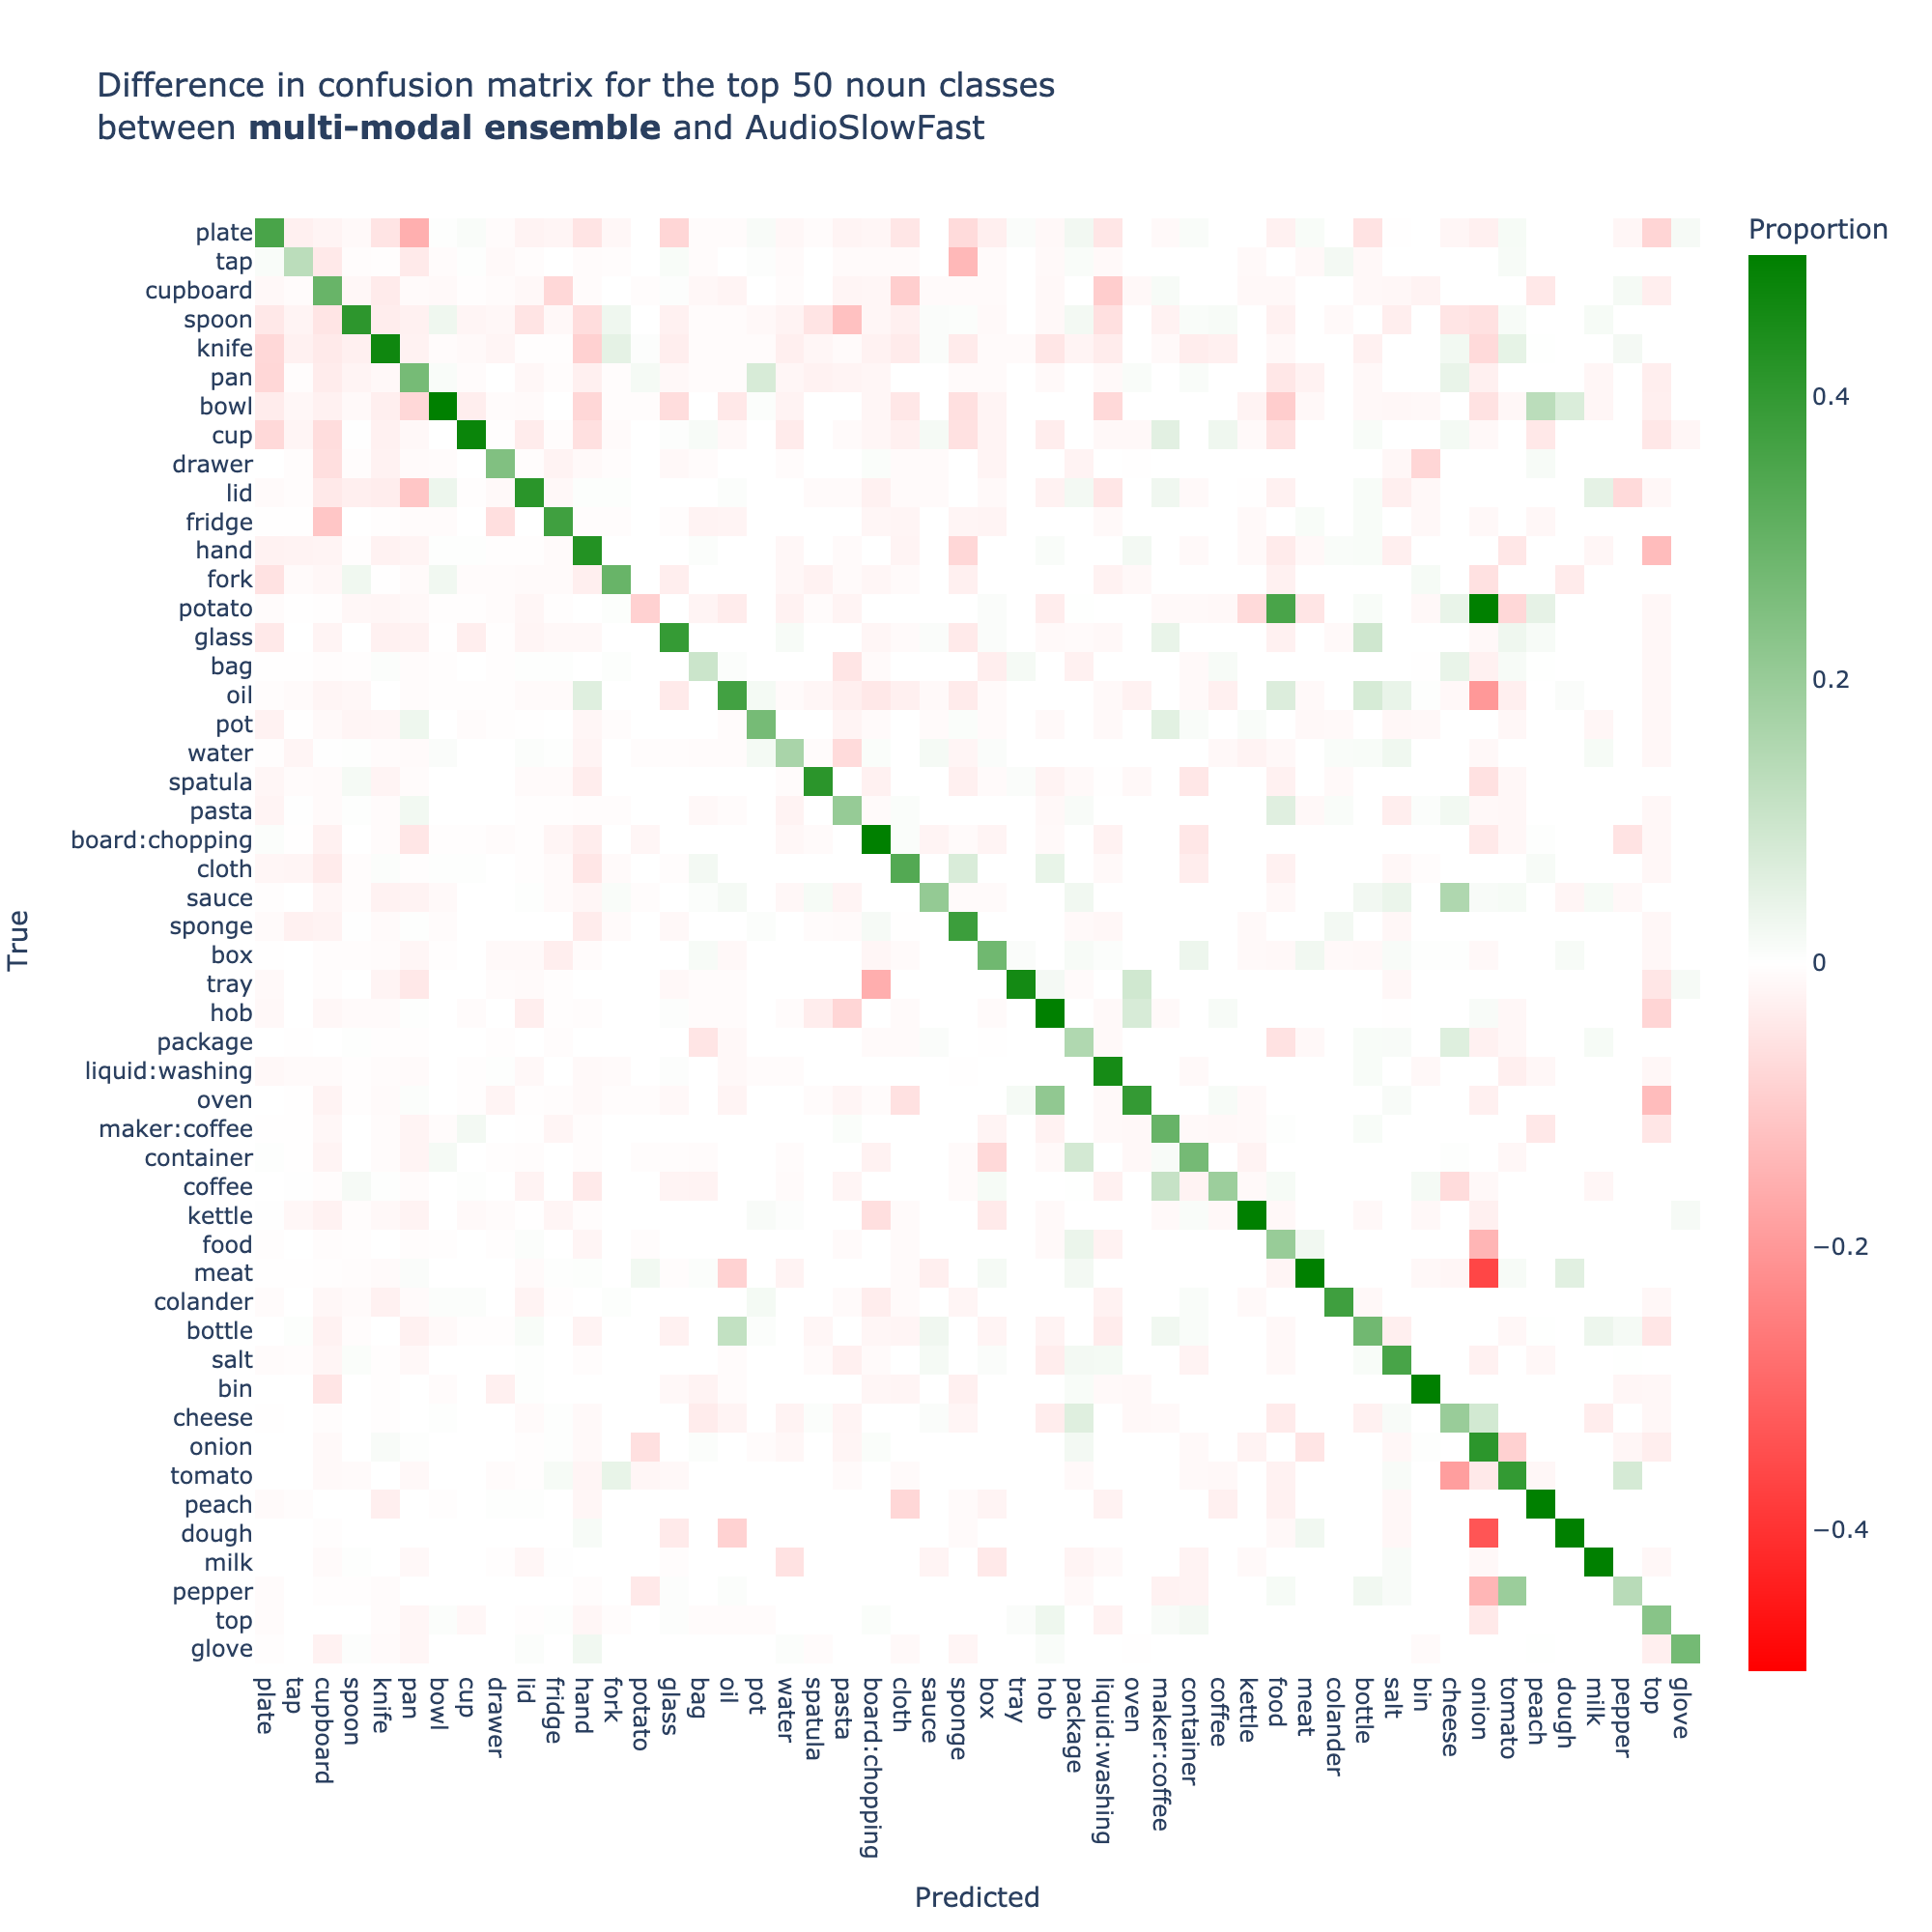 Difference in confusion matrix for the top 50 noun classes
between multi-modal ensemble and AudioSlowFast
Proportion
plate
tap
cupboard
spoon
knife
pan
bowl
cup
drawer
lid
fridge
hand
fork
potato
glass
bag
oil
pot
water
spatula
pasta
board:chopping
cloth
sauce
sponge
box
tray
hob
package
liquid:washing
oven
maker:coffee
container
coffee
kettle
food
meat
colander
bottle
salt
bin
cheese
onion
tomato
peach
dough
milk
pepper
top
glove
True
0.4
0.2
0
−0.2
−0.4
plate
tap
cupboard
spoon
knife
pan
bowl
cup
drawer
lid
fridge
hand
fork
potato
glass
bag
oil
pot
water
spatula
pasta
board:chopping
cloth
sauce
sponge
box
tray
hob
package
liquid:washing
oven
maker:coffee
container
coffee
kettle
food
meat
colander
bottle
salt
bin
cheese
onion
tomato
peach
dough
milk
pepper
top
glove
Predicted